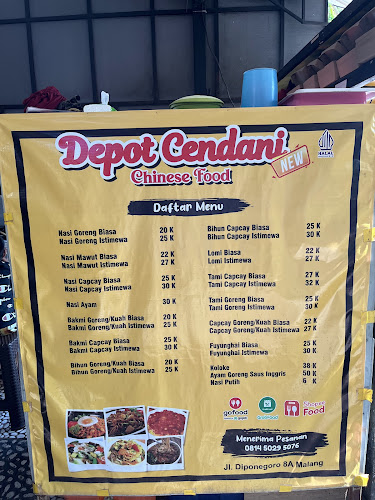 Depot Cendani
Chinese Food
NEW
HALAL
Daftar Menu
Nasi Goreng Biasa 20 K
Nasi Goreng Istimewa 25 K
Nasi Mawut Biasa 22 K
Nasi Mawut Istimewa 27 K
Nasi Capcay Biasa 25 K
Nasi Capcay Istimewa 30 K
Nasi Ayam 30 K
Bakmi Goreng/Kuah Biasa 20 K
Bakmi Goreng/Kuah Istimewa 25 K
Bakmi Capcay Biasa 25 K
Bakmi Capcay Istimewa 30 K
Bihun Goreng/Kuah Biasa 20 K
Bihun Goreng/Kuah Istimewa 25 K
Bihun Capcay Biasa 25 K
Bihun Capcay Istimewa 30 K
Lomi Biasa 22 K
Lomi Istimewa 27 K
Tami Capcay Biasa 27 K
Tami Capcay Istimewa 32 K
Tami Goreng Biasa 25 K
Tami Goreng Istimewa 30 K
Capcay Goreng/Kuah Biasa 22 K
Capcay Goreng/Kuah Istimewa 27 K
Fuyunghai Biasa 25 K
Fuyunghai Istimewa 30 K
Koloke 38 K
Ayam Goreng Saus Inggris 50 K
Nasi Putih 6 K
gofood
GrabFood
Shopee
Food
Menerima Pesanan
0814 5029 5076
Jl. Diponegoro 8A Malang